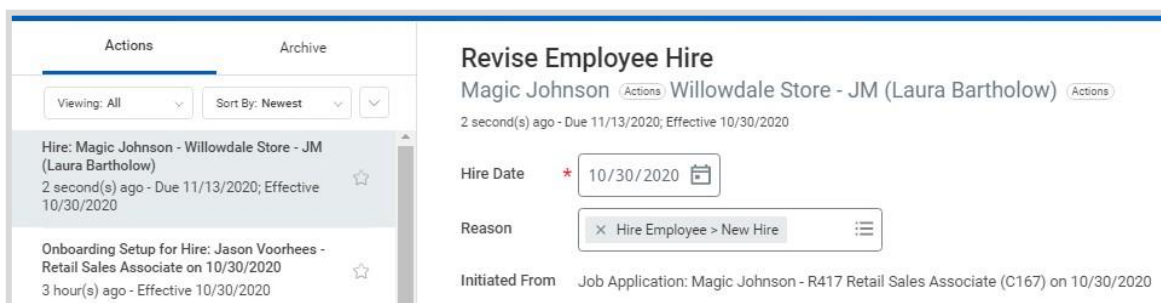 Actions Archive
Viewing: All Sort By: Newest
Hire: Magic Johnson - Willowdale Store - JM
(Laura Bartholow)
2 second(s) ago - Due 11/13/2020; Effective
10/30/2020
Onboarding Setup for Hire: Jason Voorhees -
Retail Sales Associate on 10/30/2020
3 hour(s) ago - Effective 10/30/2020
Revise Employee Hire
Magic Johnson Actions Willowdale Store - JM (Laura Bartholow) Actions
2 second(s) ago - Due 11/13/2020; Effective 10/30/2020
Hire Date * 10/30/2020
Reason × Hire Employee > New Hire
Initiated From Job Application: Magic Johnson - R417 Retail Sales Associate (C167) on 10/30/2020